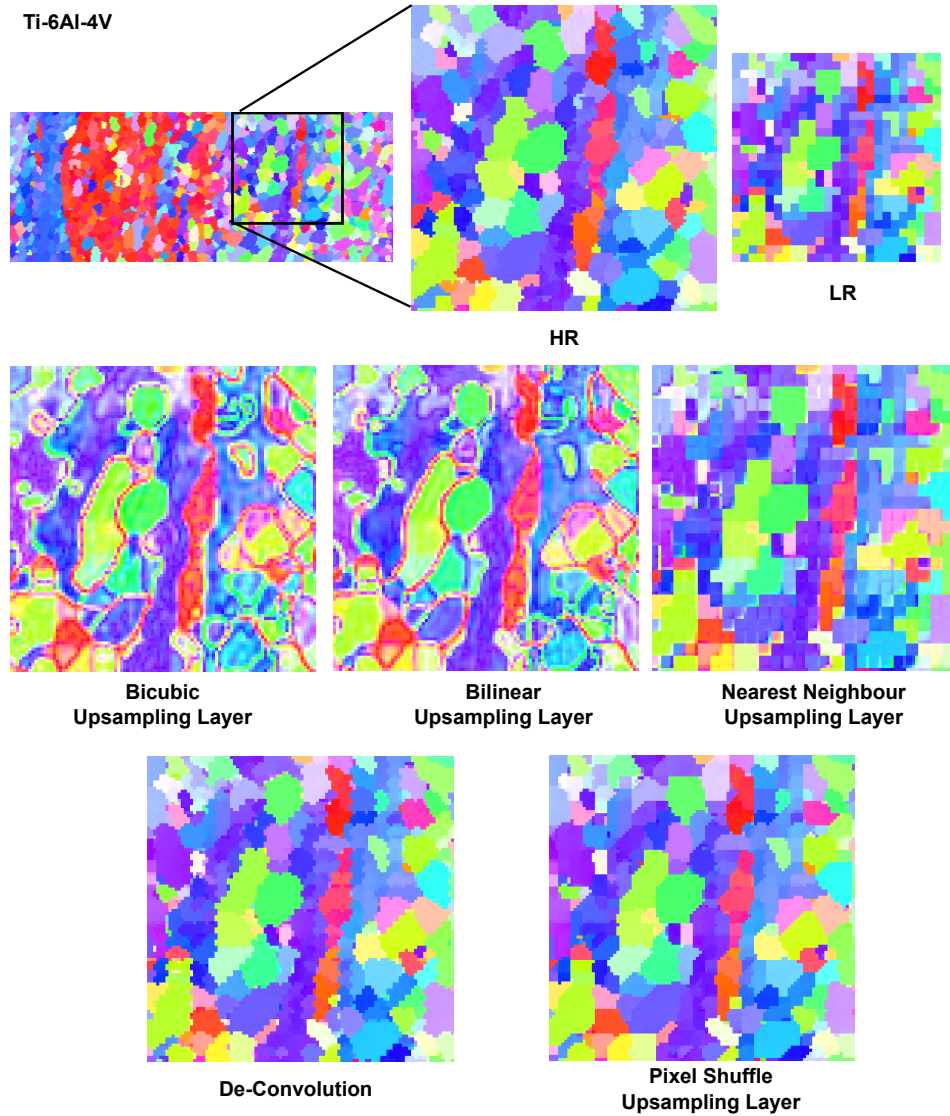 Ti-6Al-4V
HR
LR
Bicubic
Upsampling Layer
Bilinear
Upsampling Layer
Nearest Neighbour
Upsampling Layer
De-Convolution
Pixel Shuffle
Upsampling Layer